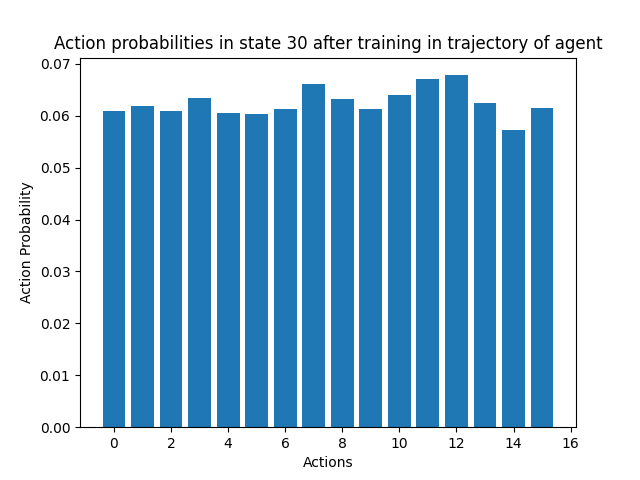 Action probabilities in state 30 after training in trajectory of agent
0.07
0.06
0.05
0.04
0.03
0.02
0.01
0.00
Action Probability
0 2 4 6 8 10 12 14 16
Actions